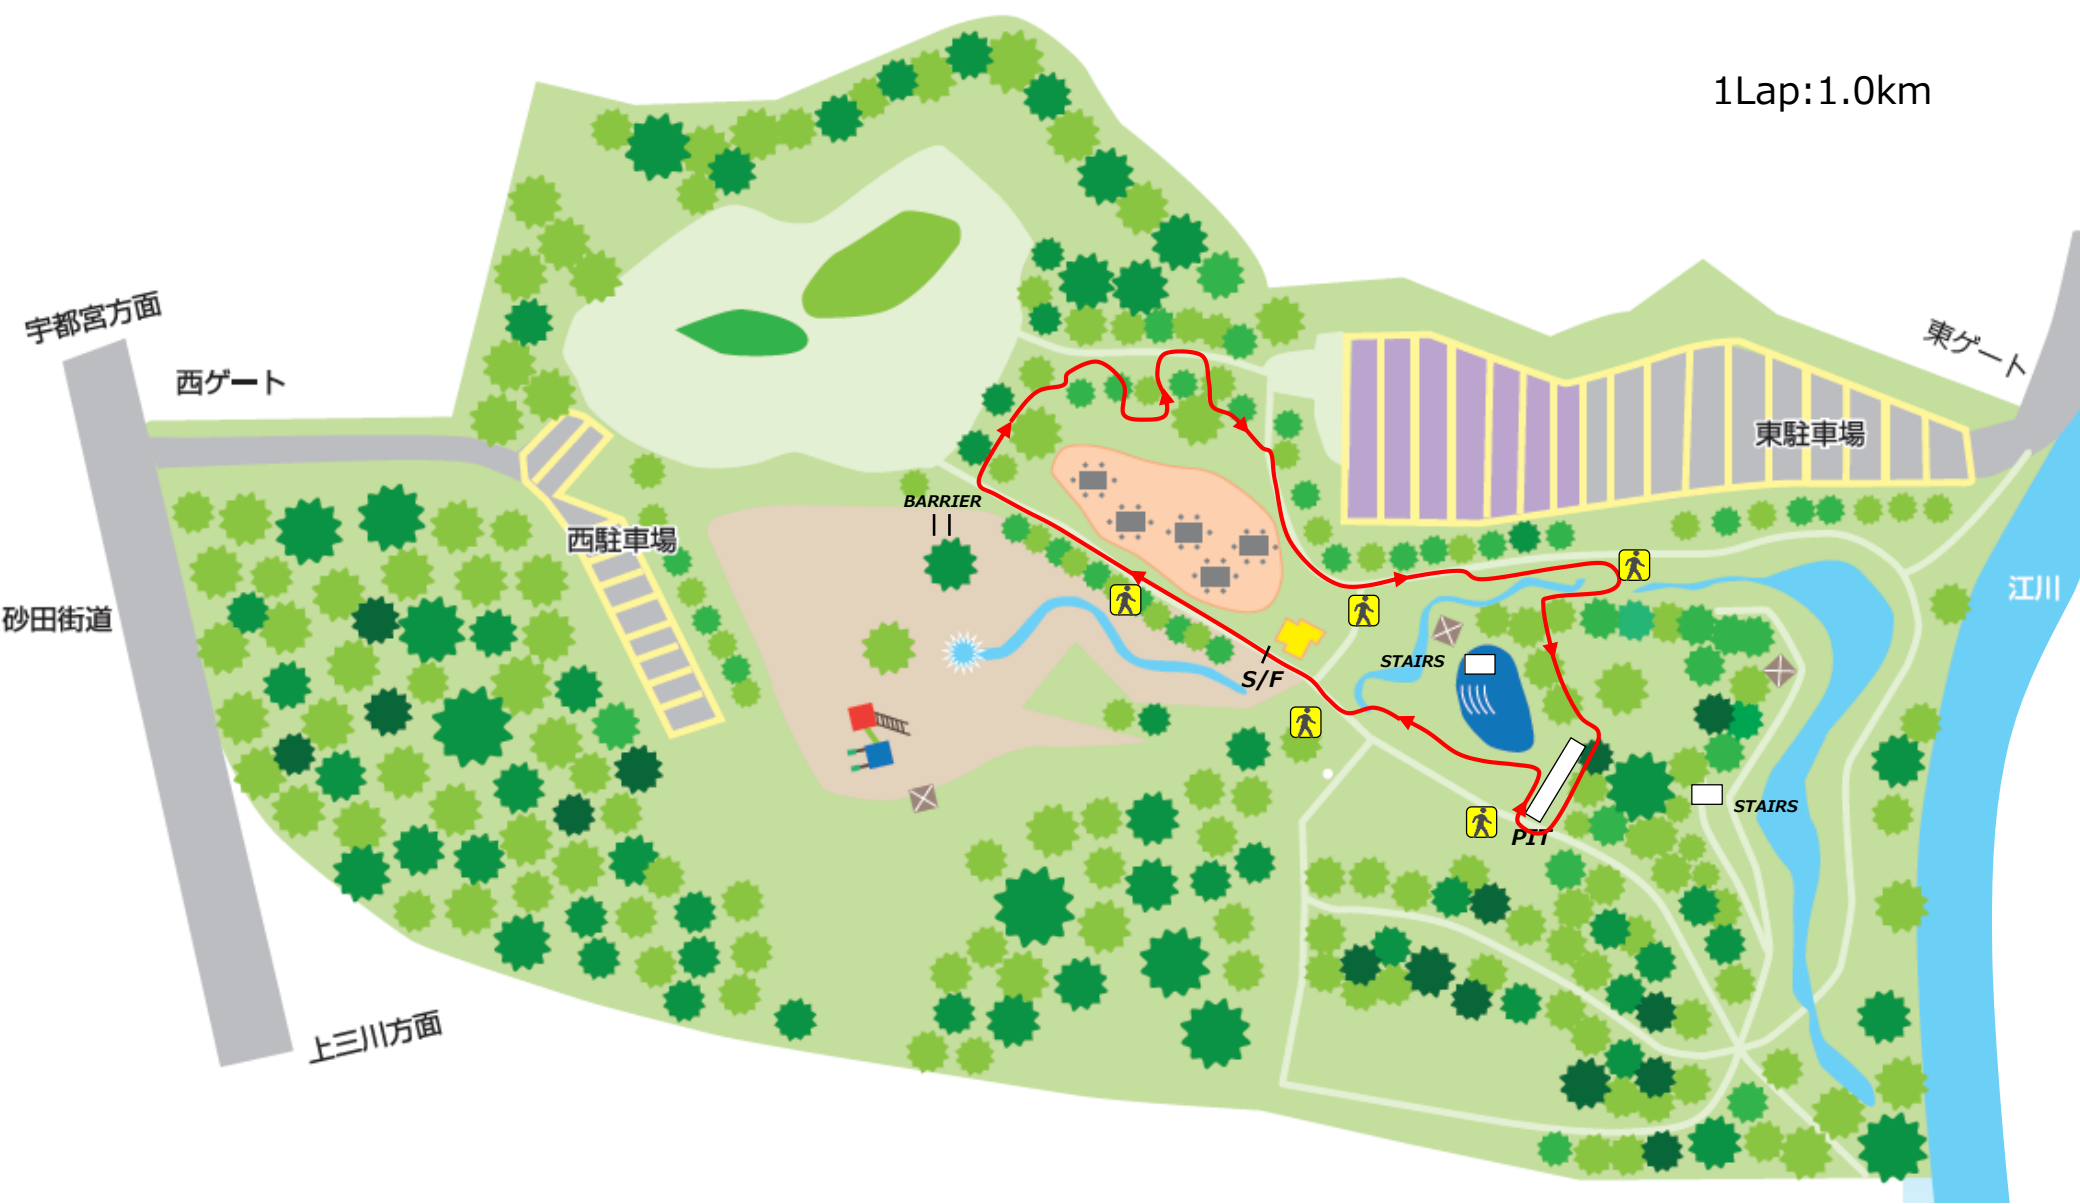 1Lap:1.0km
宇都宮方面
東ゲート
西ゲート
東駐車場
BARRIER
西駐車場
江川
砂田街道
STAIRS
S/F
STAIRS
PIT
上三川方面